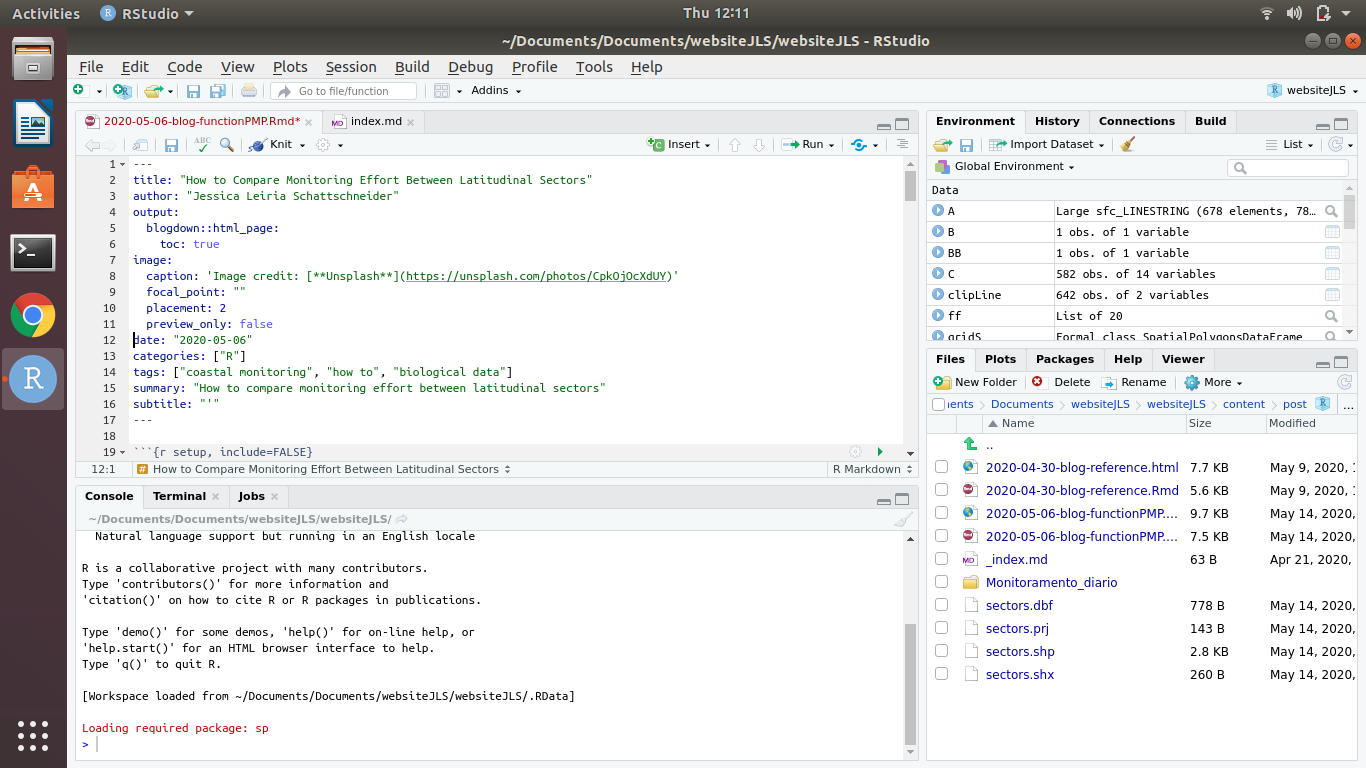 Activities RStudio Thu 12:11
~/Documents/Documents/websiteJLS/websiteJLS - RStudio
File Edit Code View Plots Session Build Debug Profile Tools Help
Go to file/function Addins websiteJLS
2020-05-06-blog-functionPMP.Rmd* index.md
ABC Knit Insert Run
1 ---
2 title: "How to Compare Monitoring Effort Between Latitudinal Sectors"
3 author: "Jessica Leiria Schattschneider"
4 output:
5 blogdown::html_page:
6 toc: true
7 image:
8 caption: 'Image credit: [**Unsplash**](https://unsplash.com/photos/CpkOjOcXdUY)'
9 focal_point: ""
10 placement: 2
11 preview_only: false
12 date: "2020-05-06"
13 categories: ["R"]
14 tags: ["coastal monitoring", "how to", "biological data"]
15 summary: "How to compare monitoring effort between latitudinal sectors"
16 subtitle: "'"
17 ---
18
19 ```{r setup, include=FALSE}
12:1 # How to Compare Monitoring Effort Between Latitudinal Sectors R Markdown
Console Terminal Jobs
~/Documents/Documents/websiteJLS/websiteJLS/
Natural language support but running in an English locale
R is a collaborative project with many contributors.
Type 'contributors()' for more information and
'citation()' on how to cite R or R packages in publications.
Type 'demo()' for some demos, 'help()' for on-line help, or
'help.start()' for an HTML browser interface to help.
Type 'q()' to quit R.
[Workspace loaded from ~/Documents/Documents/websiteJLS/websiteJLS/.RData]
Loading required package: sp
>
Environment History Connections Build
Import Dataset List
Global Environment
Data
A Large sfc_LINESTRING (678 elements, 78…
B 1 obs. of 1 variable
BB 1 obs. of 1 variable
C 582 obs. of 14 variables
clipLine 642 obs. of 2 variables
ff List of 20
gridS Formal class SpatialPolygonsDataFrame
Files Plots Packages Help Viewer
New Folder Delete Rename More
ments Documents websiteJLS websiteJLS content post ...
Name Size Modified
..
2020-04-30-blog-reference.html 7.7 KB May 9, 2020,
2020-04-30-blog-reference.Rmd 5.6 KB May 9, 2020,
2020-05-06-blog-functionPMP.... 9.7 KB May 14, 2020,
2020-05-06-blog-functionPMP.... 7.5 KB May 14, 2020,
_index.md 63 B Apr 21, 2020,
Monitoramento_diario
sectors.dbf 778 B May 14, 2020,
sectors.prj 143 B May 14, 2020,
sectors.shp 2.8 KB May 14, 2020,
sectors.shx 260 B May 14, 2020,